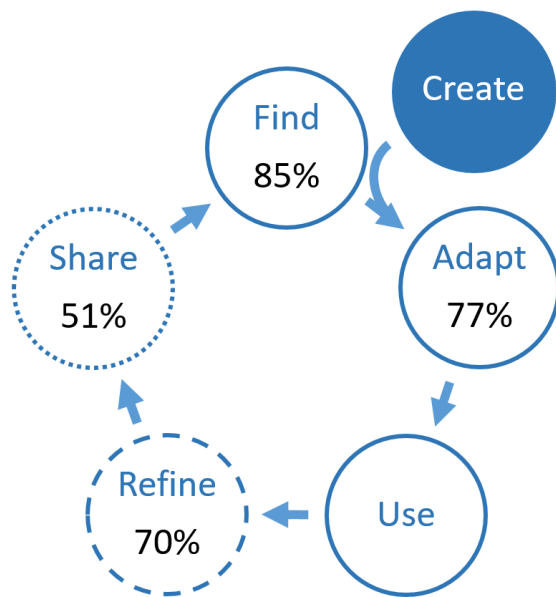 Create
Find
85%
Adapt
77%
Use
Refine
70%
Share
51%